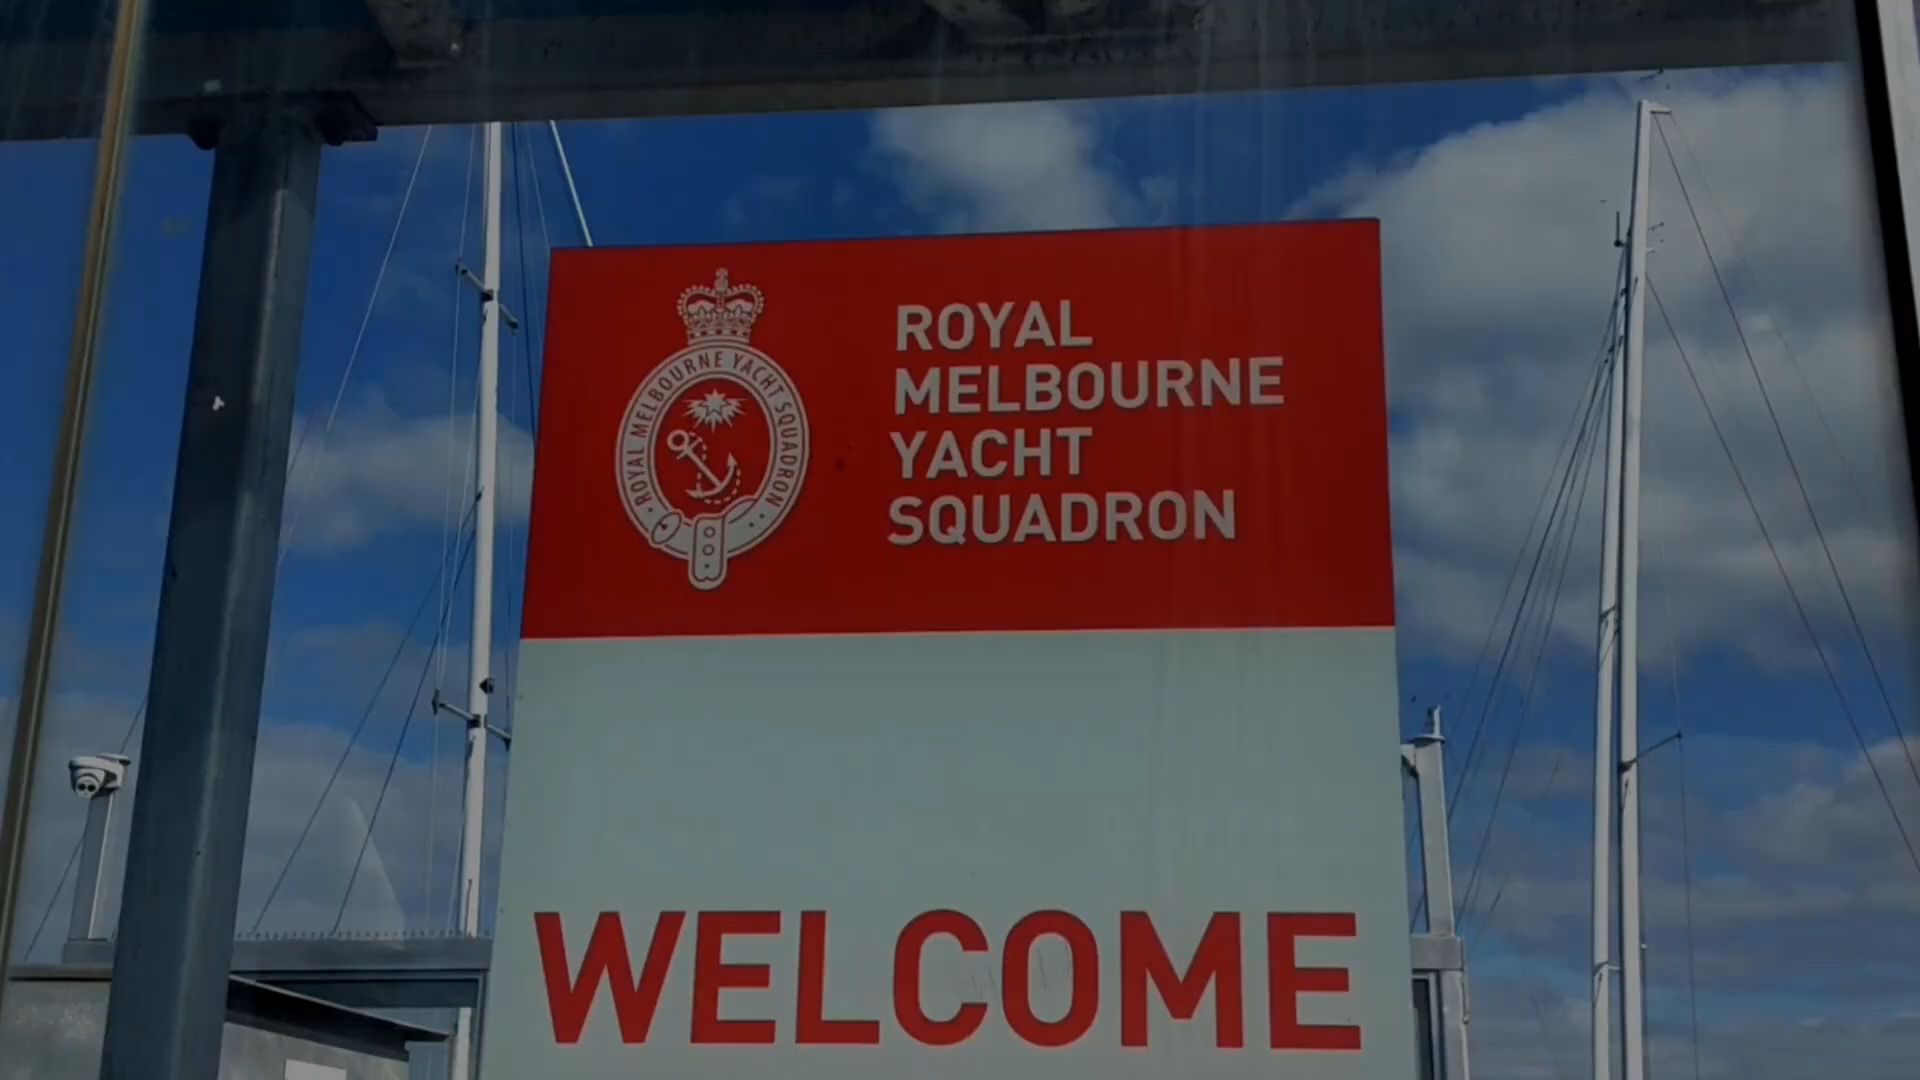 ROYAL MELBOURNE YACHT SQUADRON
ROYAL
MELBOURNE
YACHT
SQUADRON
WELCOME